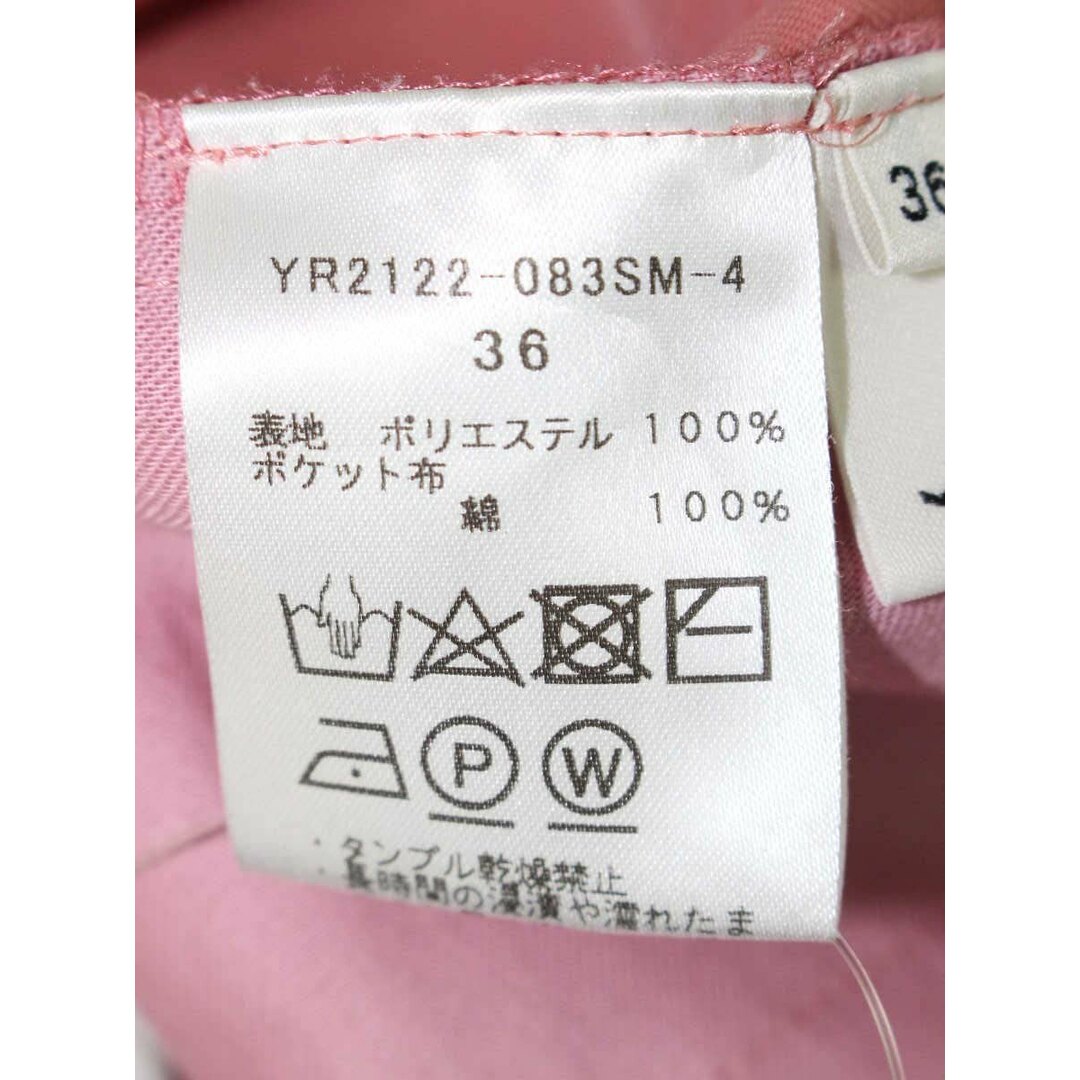 YR2122-083SM-4
36
表地 ポリエステル 100%
ポケット布
綿 100%
P W
・タンブル乾燥禁止
・長時間の浸漬や濡れたま
36